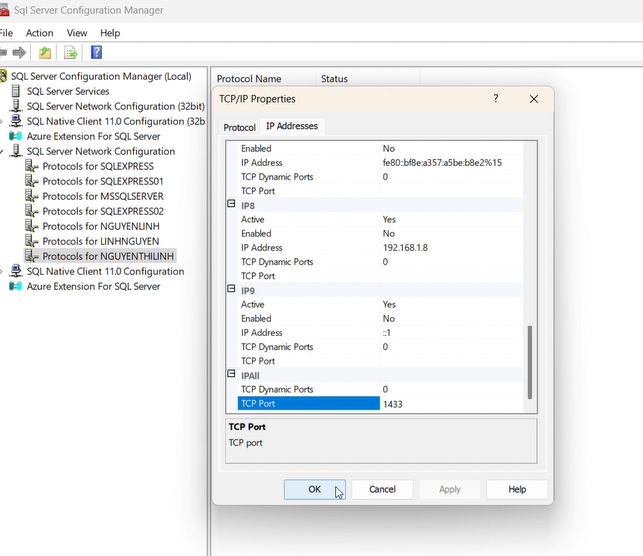 Sql Server Configuration Manager
File Action View Help
SQL Server Configuration Manager (Local)
SQL Server Services
SQL Server Network Configuration (32bit)
SQL Native Client 11.0 Configuration (32b
Azure Extension For SQL Server
SQL Server Network Configuration
Protocols for SQLEXPRESS
Protocols for SQLEXPRESS01
Protocols for MSSQLSERVER
Protocols for SQLEXPRESS02
Protocols for NGUYENLINH
Protocols for LINHNGUYEN
Protocols for NGUYENTHILINH
SQL Native Client 11.0 Configuration
Azure Extension For SQL Server
Protocol Name Status
TCP/IP Properties
Protocol IP Addresses
Enabled No
IP Address fe80::bf8e:a357:a5be:b8e2%15
TCP Dynamic Ports 0
TCP Port
IP8
Active Yes
Enabled No
IP Address 192.168.1.8
TCP Dynamic Ports 0
TCP Port
IP9
Active Yes
Enabled No
IP Address ::1
TCP Dynamic Ports 0
TCP Port
IPAll
TCP Dynamic Ports 0
TCP Port 1433
TCP Port
TCP port
OK Cancel Apply Help